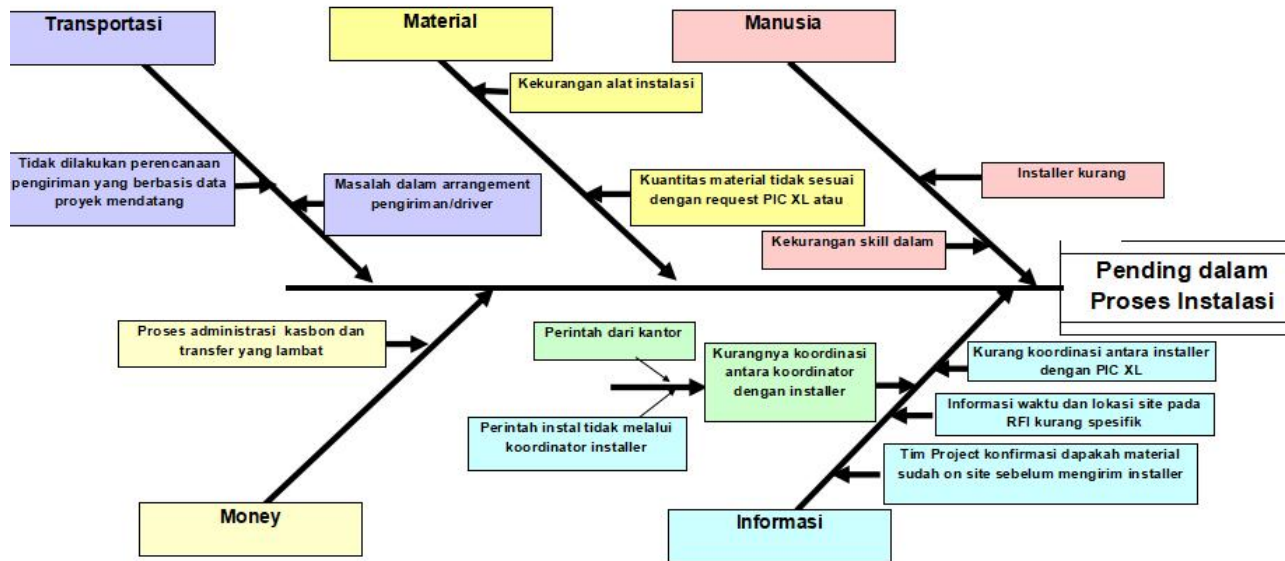 Transportasi
Material
Manusia
Kekurangan alat instalasi
Tidak dilakukan perencanaan
pengiriman yang berbasis data
proyek mendatang
Masalah dalam arrangement
pengiriman/driver
Kuantitas material tidak sesuai
dengan request PIC XL atau
Installer kurang
Kekurangan skill dalam
Pending dalam
Proses Instalasi
Proses administrasi kasbon dan
transfer yang lambat
Perintah dari kantor
Kurangnya koordinasi
antara koordinator
dengan installer
Perintah instal tidak melalui
koordinator installer
Kurang koordinasi antara installer
dengan PIC XL
Informasi waktu dan lokasi site pada
RFI kurang spesifik
Tim Project konfirmasi dapakah material
sudah on site sebelum mengirim installer
Money
Informasi